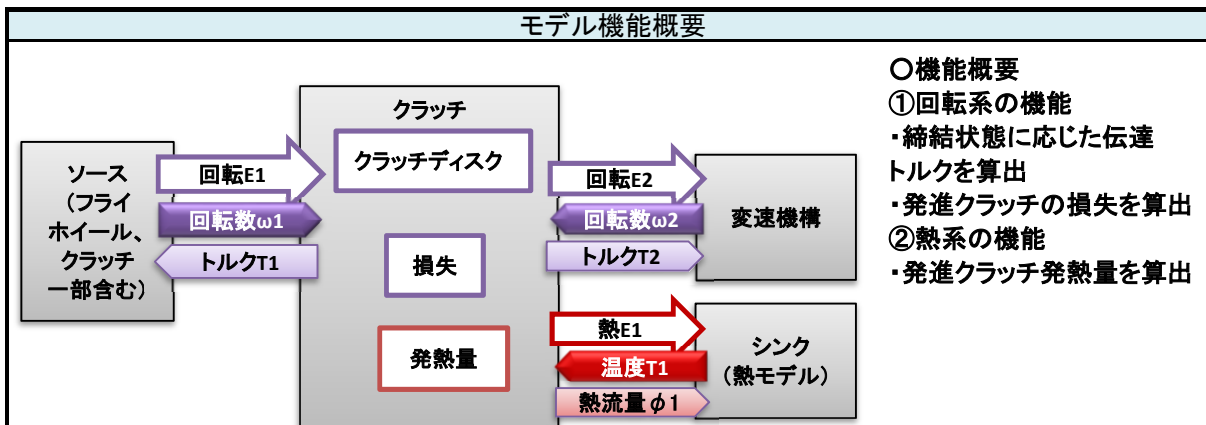 モデル機能概要
ソース
(フライ
ホイール、
クラッチ
一部含む)
回転E1
回転数ω1
トルクT1
クラッチ
クラッチディスク
損失
発熱量
回転E2
回転数ω2
トルクT2
変速機構
熱E1
温度T1
熱流量φ1
シンク
(熱モデル)
〇機能概要
①回転系の機能
・締結状態に応じた伝達
トルクを算出
・発進クラッチの損失を算出
②熱系の機能
・発進クラッチ発熱量を算出